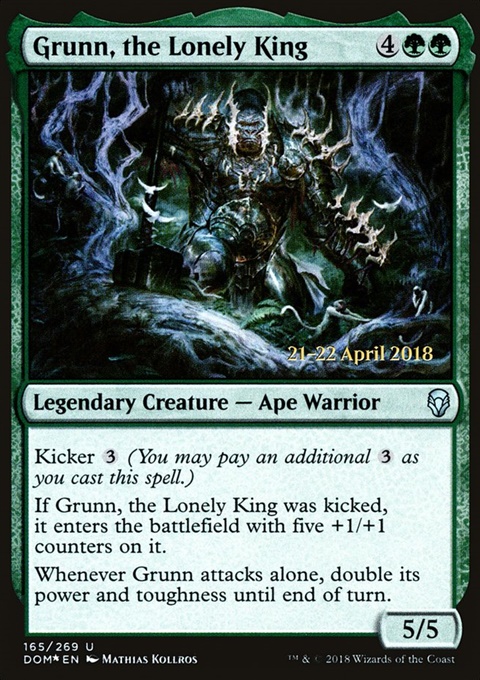 Grunn, the Lonely King 4
21–22 April 2018
Legendary Creature — Ape Warrior
Kicker 3 (You may pay an additional 3 as
you cast this spell.)
If Grunn, the Lonely King was kicked,
it enters the battlefield with five +1/+1
counters on it.
Whenever Grunn attacks alone, double its
power and toughness until end of turn.
5/5
165/269 U
DOM★EN Mathias Kollros
™ & © 2018 Wizards of the Coast